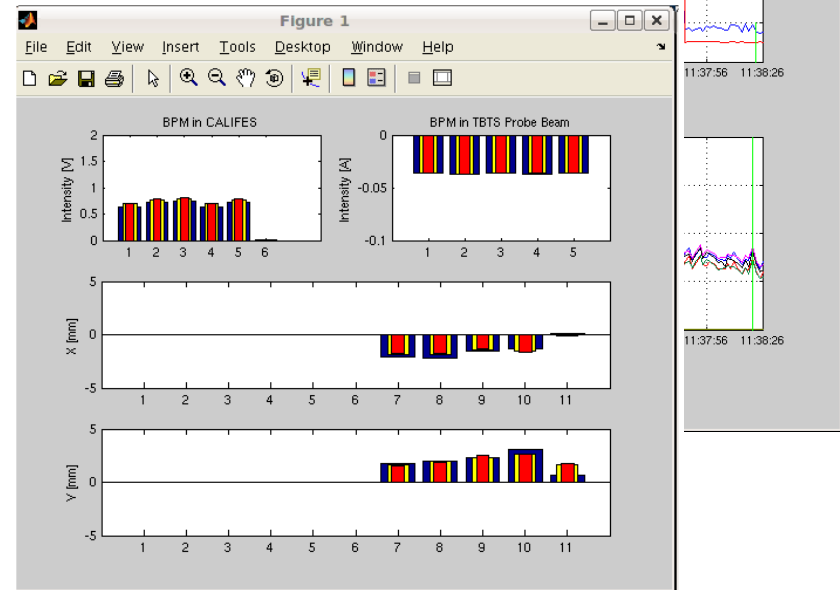 Figure 1
File Edit View Insert Tools Desktop Window Help
BPM in CALIFES
Intensity [V]
2
1.5
1
0.5
0
1 2 3 4 5 6
BPM in TBTS Probe Beam
Intensity [A]
0
-0.05
-0.1
1 2 3 4 5
X [mm]
5
0
-5
1 2 3 4 5 6 7 8 9 10 11
Y [mm]
5
0
-5
1 2 3 4 5 6 7 8 9 10 11
11:37:56 11:38:26
11:37:56 11:38:26